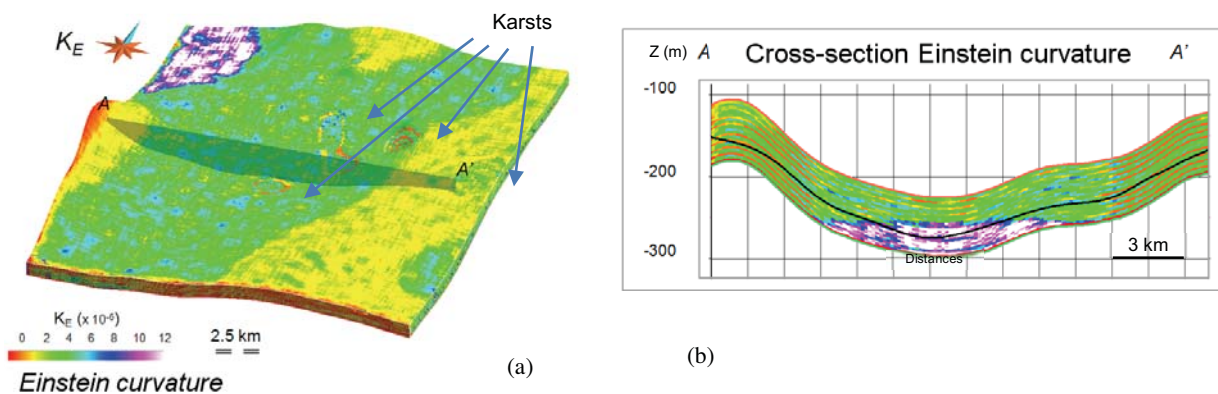 Karsts
K_E
A
A'
K_E (x 10⁻⁶)
0 2 4 6 8 10 12
2.5 km
Einstein curvature
(a)
Z (m) A Cross-section Einstein curvature A'
-100
-200
-300
3 km
Distances
(b)